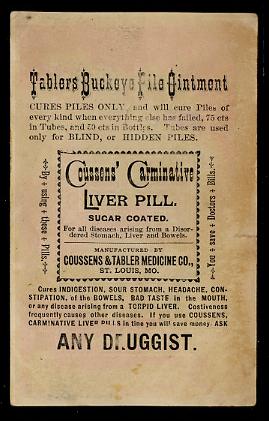 Tablers Buckeye Pile Ointment
CURES PILES ONLY, and will cure Piles of
every kind when everything else has failed, 75 cts
in Tubes, and 50 cts in Bottles. Tubes are used
only for BLIND, or HIDDEN PILES.
By + using + these + Pills,
Coussens' Carminative
LIVER PILL.
SUGAR COATED.
For all diseases arising from a Disor-
dered Stomach, Liver and Bowels.
MANUFACTURED BY
COUSSENS & TABLER MEDICINE CO.,
ST. LOUIS, MO.
You + save + Doctors + Bills.
Cures INDIGESTION, SOUR STOMACH, HEADACHE, CON-
STIPATION, of the BOWELS, BAD TASTE in the MOUTH,
or any disease arising from a TORPID LIVER. Costiveness
frequently causes other diseases. If you use COUSSENS,
CARMINATIVE LIVER PILLS in time you will save money. ASK
ANY DRUGGIST.